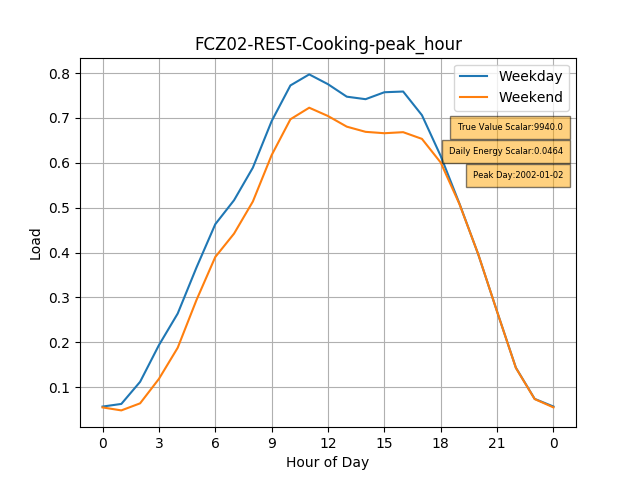 FCZ02-REST-Cooking-peak_hour
Weekday
Weekend
True Value Scalar:9940.0
Daily Energy Scalar:0.0464
Peak Day:2002-01-02
Load
0.8
0.7
0.6
0.5
0.4
0.3
0.2
0.1
0 3 6 9 12 15 18 21 0
Hour of Day